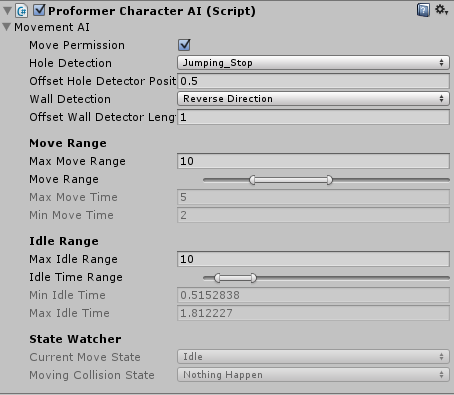 Proformer Character AI (Script)
Movement AI
Move Permission
Hole Detection Jumping_Stop
Offset Hole Detector Posit 0.5
Wall Detection Reverse Direction
Offset Wall Detector Leng 1
Move Range
Max Move Range 10
Move Range
Max Move Time 5
Min Move Time 2
Idle Range
Max Idle Range 10
Idle Time Range
Min Idle Time 0.5152838
Max Idle Time 1.812227
State Watcher
Current Move State Idle
Moving Collision State Nothing Happen